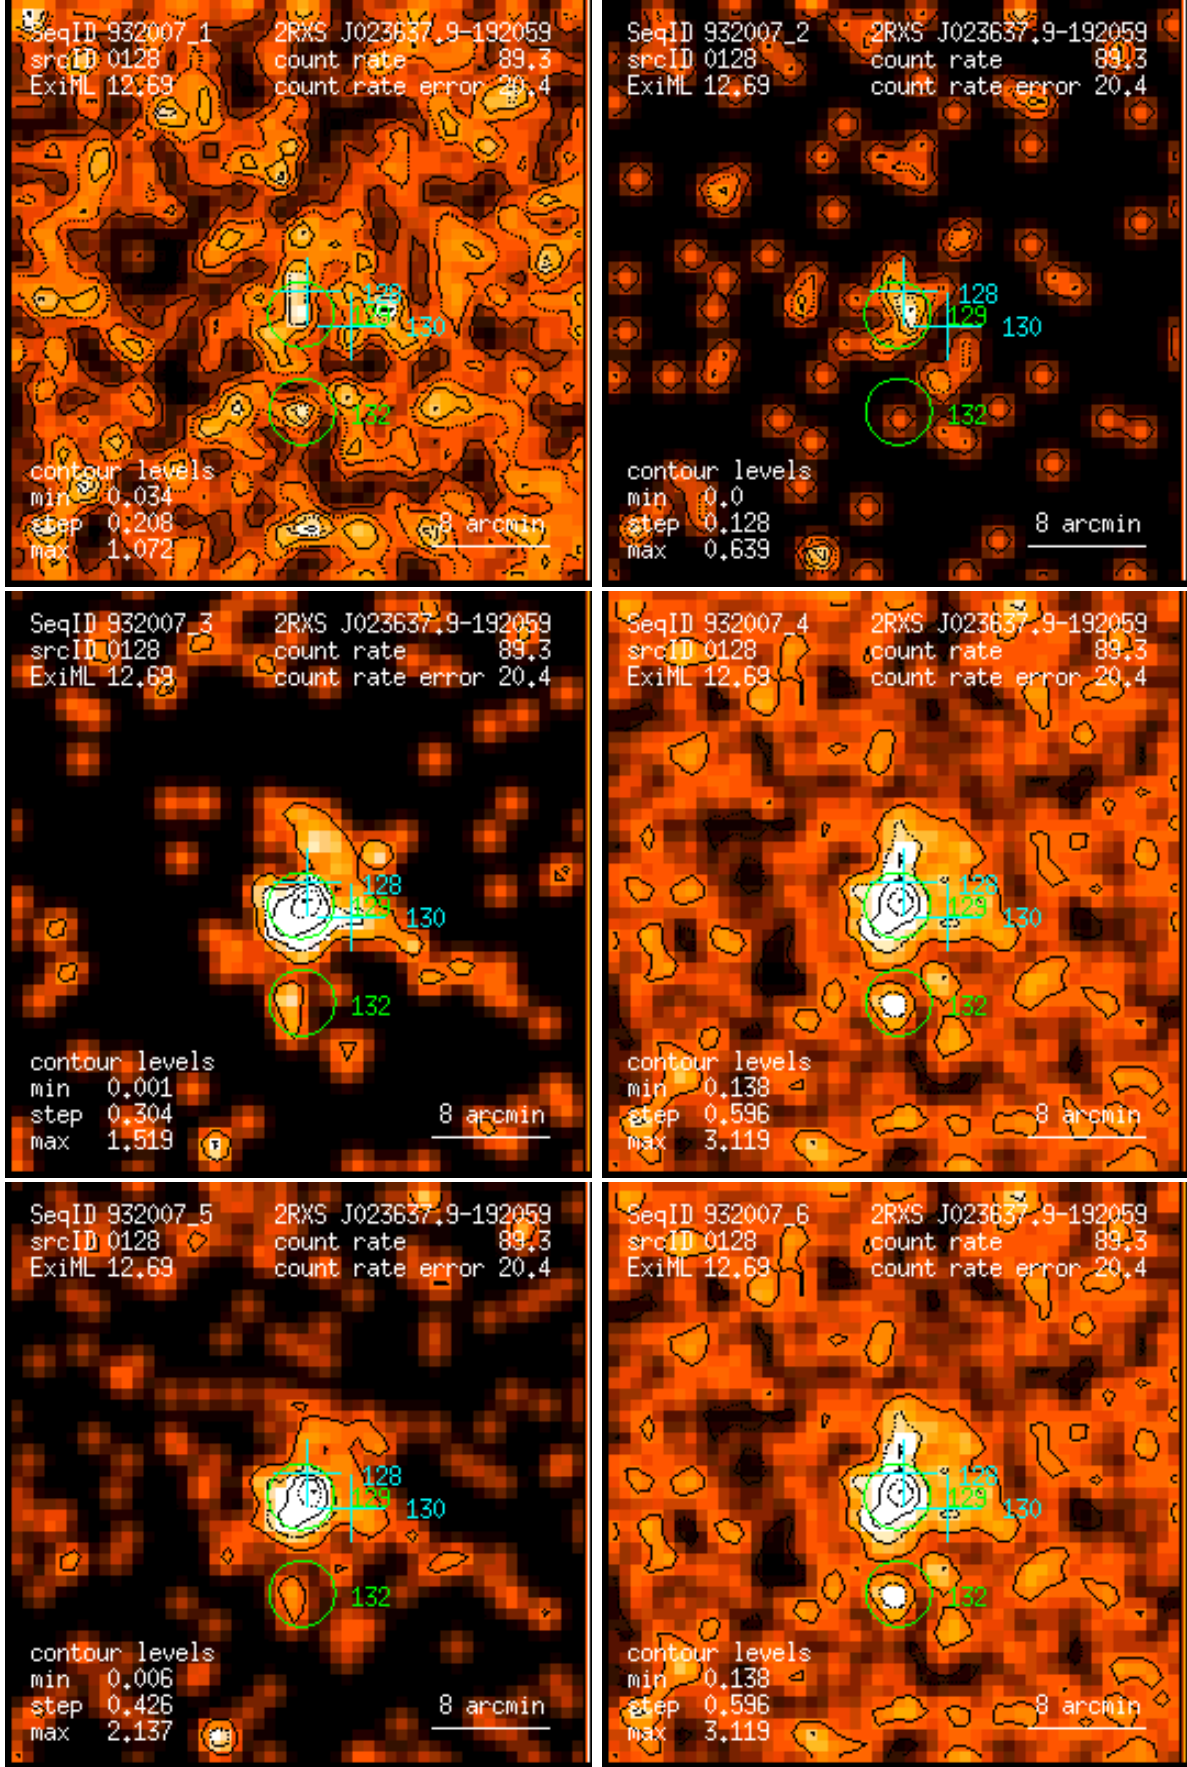 SeqID 932007_1 2RXS J023637.9-192059
srcID 0128 count rate 89.3
ExiML 12.69 count rate error 20.4
128
129
130
132
contour levels
min 0.034
step 0.208
max 1.072
8 arcmin
SeqID 932007_2 2RXS J023637.9-192059
srcID 0128 count rate 89.3
ExiML 12.69 count rate error 20.4
128
129
130
132
contour levels
min 0.0
step 0.128
max 0.639
8 arcmin
SeqID 932007_3 2RXS J023637.9-192059
srcID 0128 count rate 89.3
ExiML 12.69 count rate error 20.4
128
129
130
132
contour levels
min 0.001
step 0.304
max 1.519
8 arcmin
SeqID 932007_4 2RXS J023637.9-192059
srcID 0128 count rate 89.3
ExiML 12.69 count rate error 20.4
128
129
130
132
contour levels
min 0.138
step 0.596
max 3.119
8 arcmin
SeqID 932007_5 2RXS J023637.9-192059
srcID 0128 count rate 89.3
ExiML 12.69 count rate error 20.4
128
129
130
132
contour levels
min 0.006
step 0.426
max 2.137
8 arcmin
SeqID 932007_6 2RXS J023637.9-192059
srcID 0128 count rate 89.3
ExiML 12.69 count rate error 20.4
128
129
130
132
contour levels
min 0.138
step 0.596
max 3.119
8 arcmin